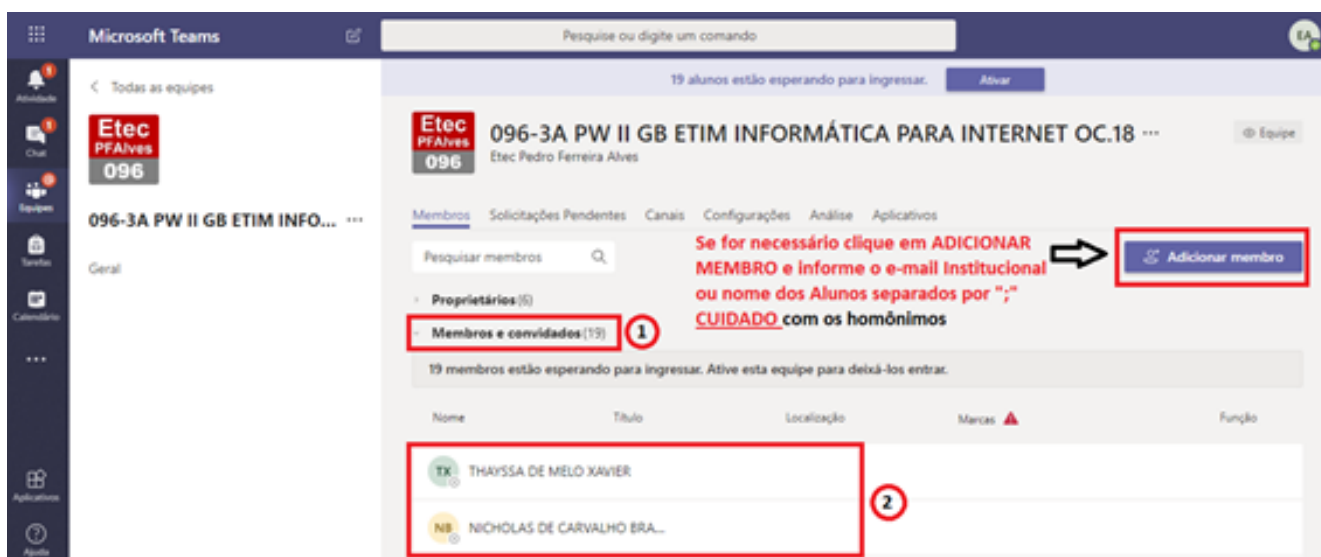 Microsoft Teams
Pesquise ou digite um comando
EA
Atividade
Chat
Equipes
Tarefas
Calendário
Aplicativos
Ajuda
Todas as equipes
Etec
PFAlves
096
096-3A PW II GB ETIM INFO... ...
Geral
19 alunos estão esperando para ingressar.
Ativar
Etec
PFAlves
096
096-3A PW II GB ETIM INFORMÁTICA PARA INTERNET OC.18 ...
Etec Pedro Ferreira Alves
Equipe
Membros Solicitações Pendentes Canais Configurações Análise Aplicativos
Pesquisar membros
Se for necessário clique em ADICIONAR
MEMBRO e informe o e-mail Institucional
ou nome dos Alunos separados por ";"
CUIDADO com os homônimos
Adicionar membro
Proprietários (6)
Membros e convidados (19)
1
19 membros estão esperando para ingressar. Ative esta equipe para deixá-los entrar.
Nome Título Localização Marcas Função
TX THAYSSA DE MELO XAVIER
NB NICHOLAS DE CARVALHO BRA...
2